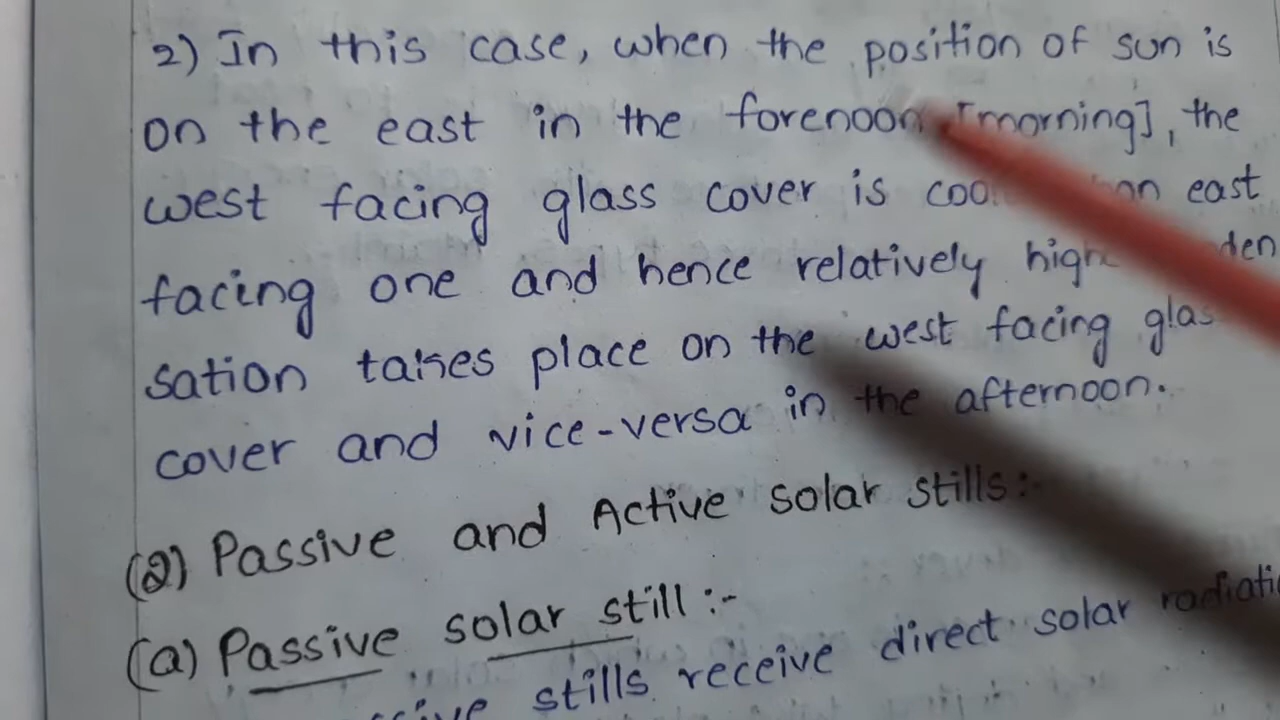 2) In this case, when the position of sun is
on the east in the forenoon [morning], the
west facing glass cover is east
facing one and hence relatively
sation takes place on the west facing
cover and vice-versa in the afternoon.
(2) Passive and Active solar stills:-
(a) Passive solar still :-
stills receive direct solar